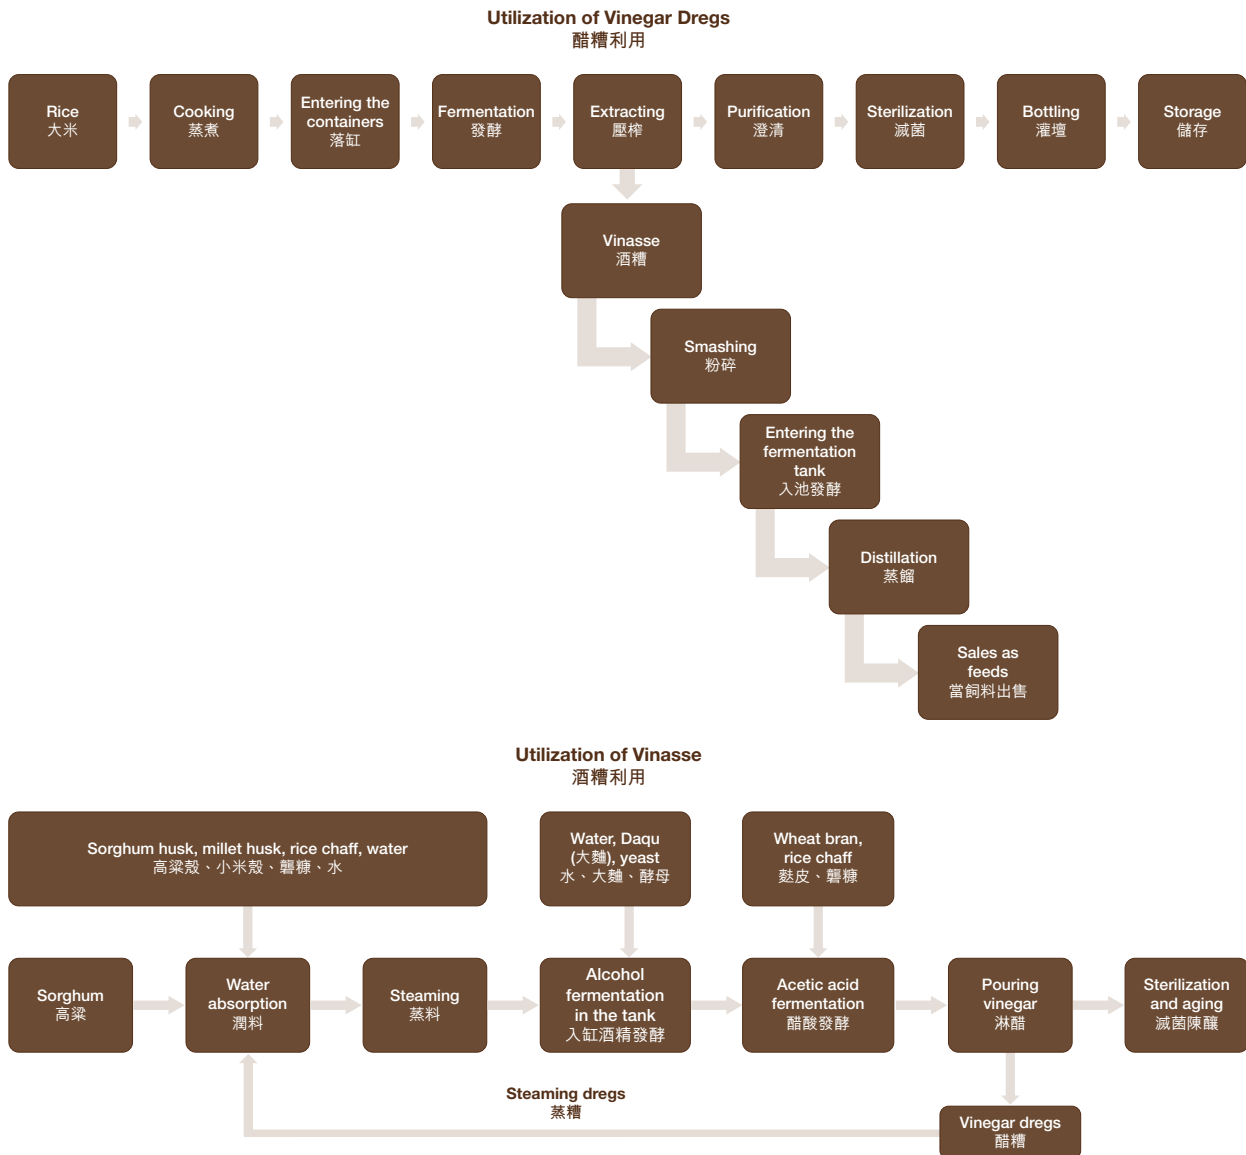 Utilization of Vinegar Dregs
醋糟利用
Rice
大米
Cooking
蒸煮
Entering the
containers
落缸
Fermentation
發酵
Extracting
壓榨
Purification
澄清
Sterilization
滅菌
Bottling
灌壇
Storage
儲存
Vinasse
酒糟
Smashing
粉碎
Entering the
fermentation
tank
入池發酵
Distillation
蒸餾
Sales as
feeds
當飼料出售
Utilization of Vinasse
酒糟利用
Sorghum husk, millet husk, rice chaff, water
高粱殼、小米殼、礱糠、水
Water, Daqu
(大麯), yeast
水、大麯、酵母
Wheat bran,
rice chaff
麩皮、礱糠
Sorghum
高粱
Water
absorption
潤料
Steaming
蒸料
Alcohol
fermentation
in the tank
入缸酒精發酵
Acetic acid
fermentation
醋酸發酵
Pouring
vinegar
淋醋
Sterilization
and aging
滅菌陳釀
Steaming dregs
蒸糟
Vinegar dregs
醋糟